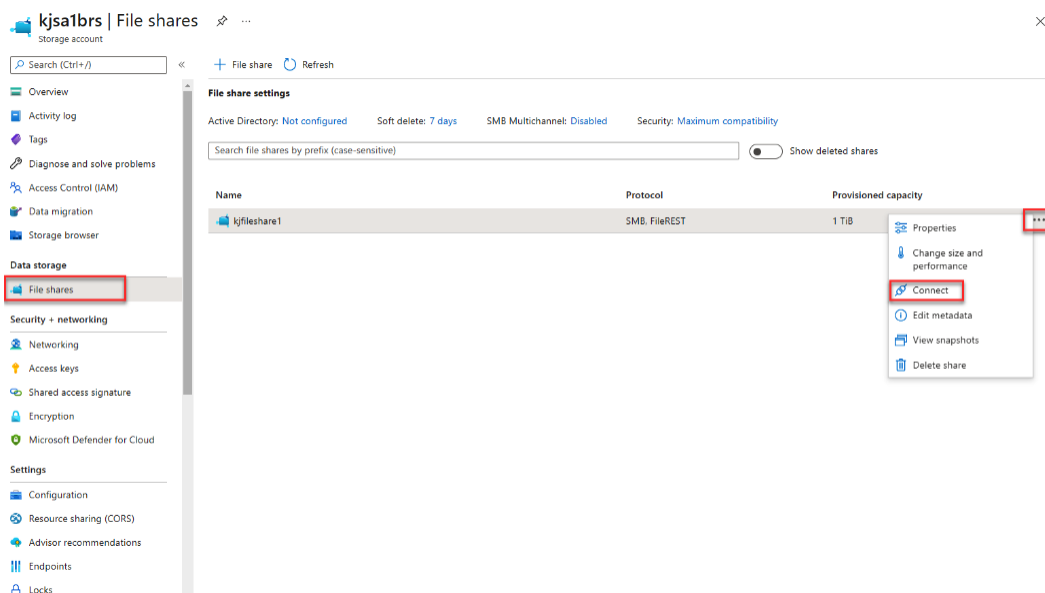 kjsa1brs | File shares
Storage account
Search (Ctrl+/)
Overview
Activity log
Tags
Diagnose and solve problems
Access Control (IAM)
Data migration
Storage browser
Data storage
File shares
Security + networking
Networking
Access keys
Shared access signature
Encryption
Microsoft Defender for Cloud
Settings
Configuration
Resource sharing (CORS)
Advisor recommendations
Endpoints
Locks
File share Refresh
File share settings
Active Directory: Not configured Soft delete: 7 days SMB Multichannel: Disabled Security: Maximum compatibility
Search file shares by prefix (case-sensitive) Show deleted shares
Name Protocol Provisioned capacity
kjfileshare1 SMB, FileREST 1 TiB
Properties
Change size and
performance
Connect
Edit metadata
View snapshots
Delete share